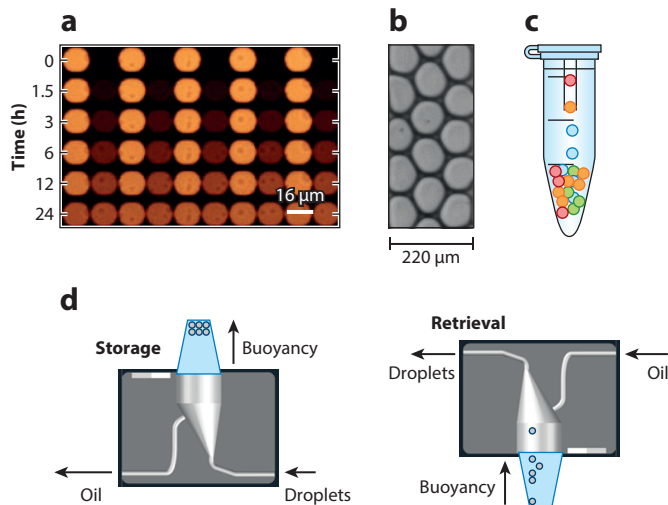 a
b
c
Time (h)
0
1.5
3
6
12
24
16 µm
220 µm
d
Storage
Buoyancy
Oil
Droplets
Retrieval
Droplets
Oil
Buoyancy